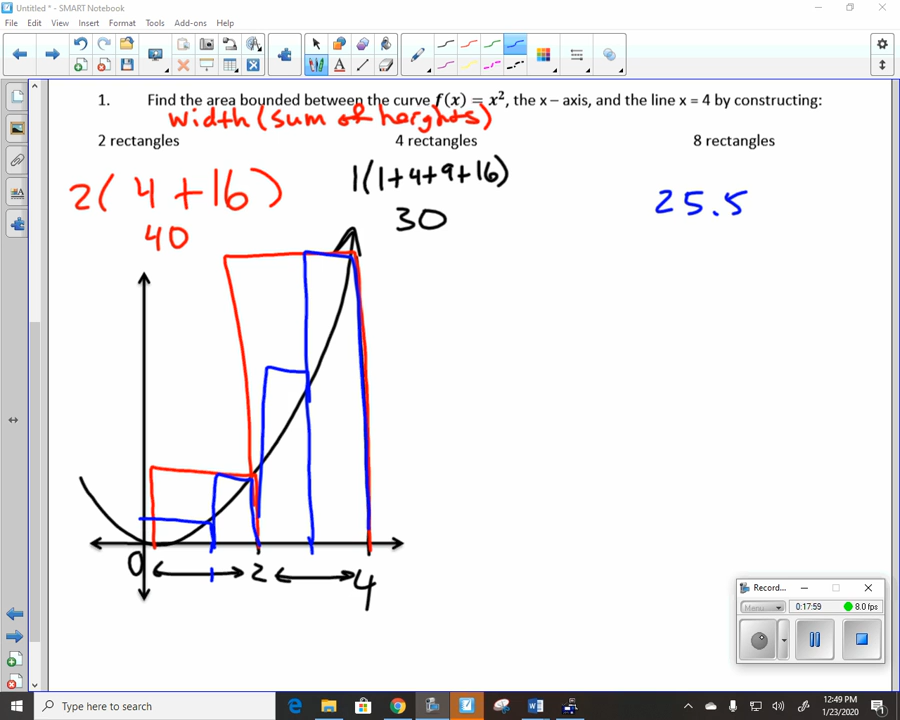 Untitled * - SMART Notebook
File Edit View Insert Format Tools Add-ons Help
1. Find the area bounded between the curve f(x) = x², the x – axis, and the line x = 4 by constructing:
width (sum of heights)
2 rectangles 4 rectangles 8 rectangles
2( 4 +16) 1(1+4+9+16) 25.5
40 30
0 2 4
Record...
Menu 0:17:59 8.0 fps
Type here to search
12:49 PM
1/23/2020
1